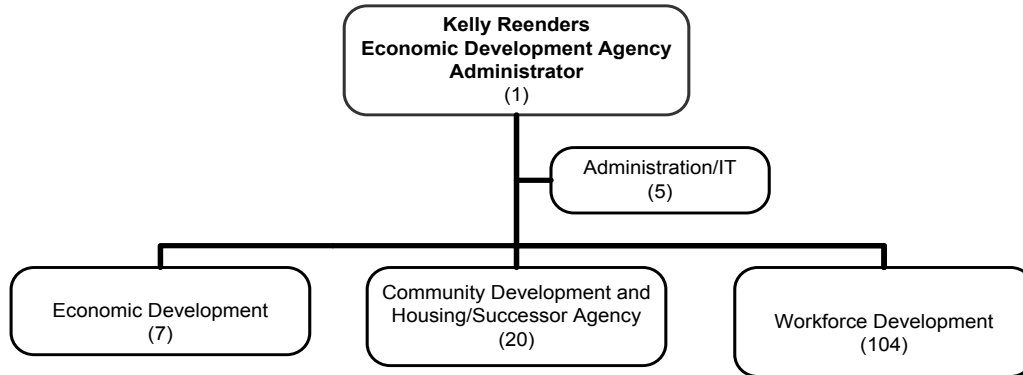 Kelly Reenders
Economic Development Agency
Administrator
(1)
Administration/IT
(5)
Economic Development
(7)
Community Development and
Housing/Successor Agency
(20)
Workforce Development
(104)